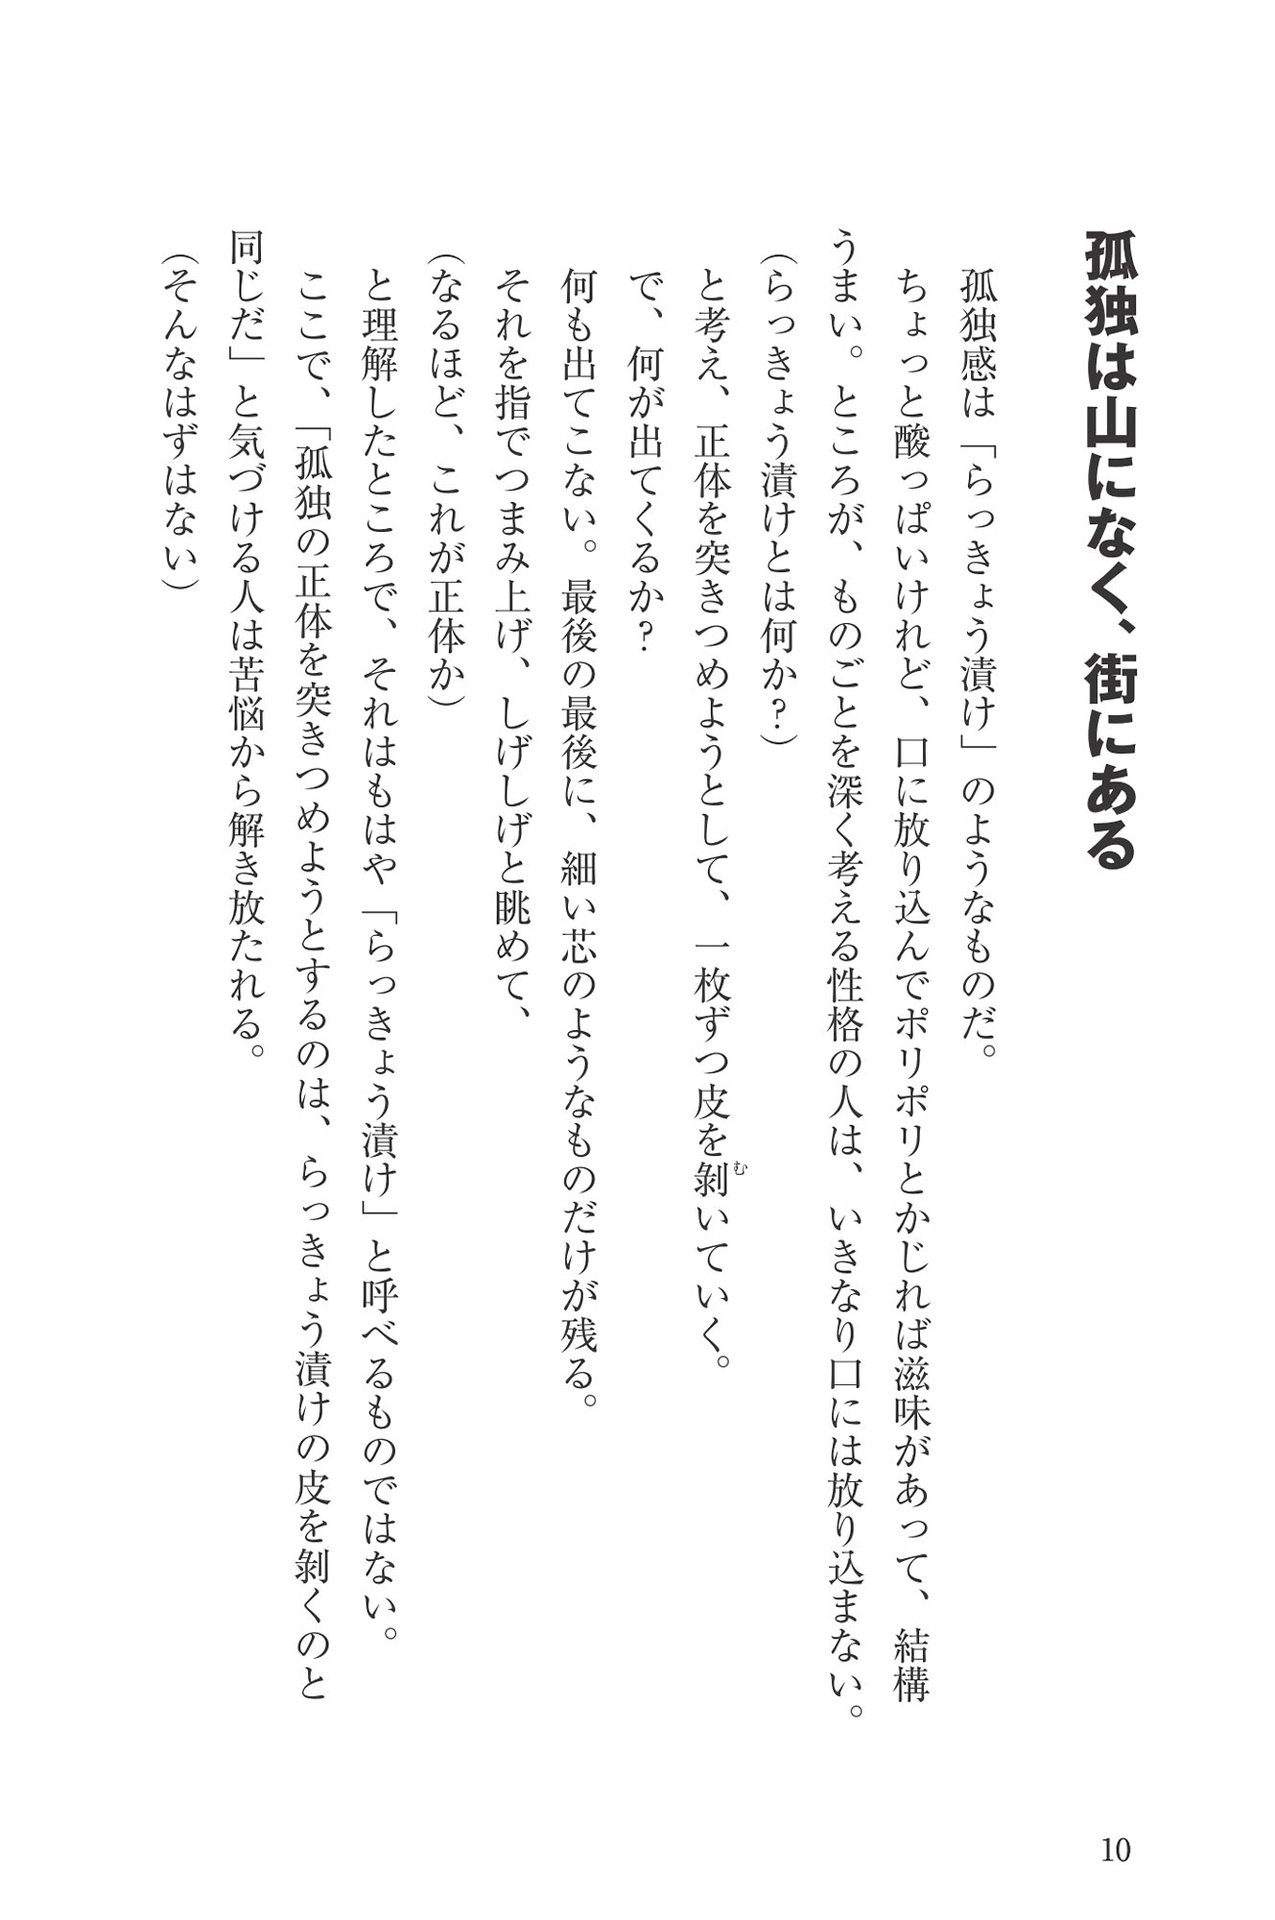 孤独は山になく、街にある
孤独感は「らっきょう漬け」のようなものだ。
ちょっと酸っぱいけれど、口に放り込んでポリポリとかじれば滋味があって、結構
うまい。ところが、ものごとを深く考える性格の人は、いきなり口には放り込まない。
(らっきょう漬けとは何か?)
と考え、正体を突きつめようとして、一枚ずつ皮を剝いていく。
む
で、何が出てくるか?
何も出てこない。最後の最後に、細い芯のようなものだけが残る。
それを指でつまみ上げ、しげしげと眺めて、
(なるほど、これが正体か)
と理解したところで、それはもはや「らっきょう漬け」と呼べるものではない。
ここで、「孤独の正体を突きつめようとするのは、らっきょう漬けの皮を剝くのと
同じだ」と気づける人は苦悩から解き放たれる。
(そんなはずはない)
10